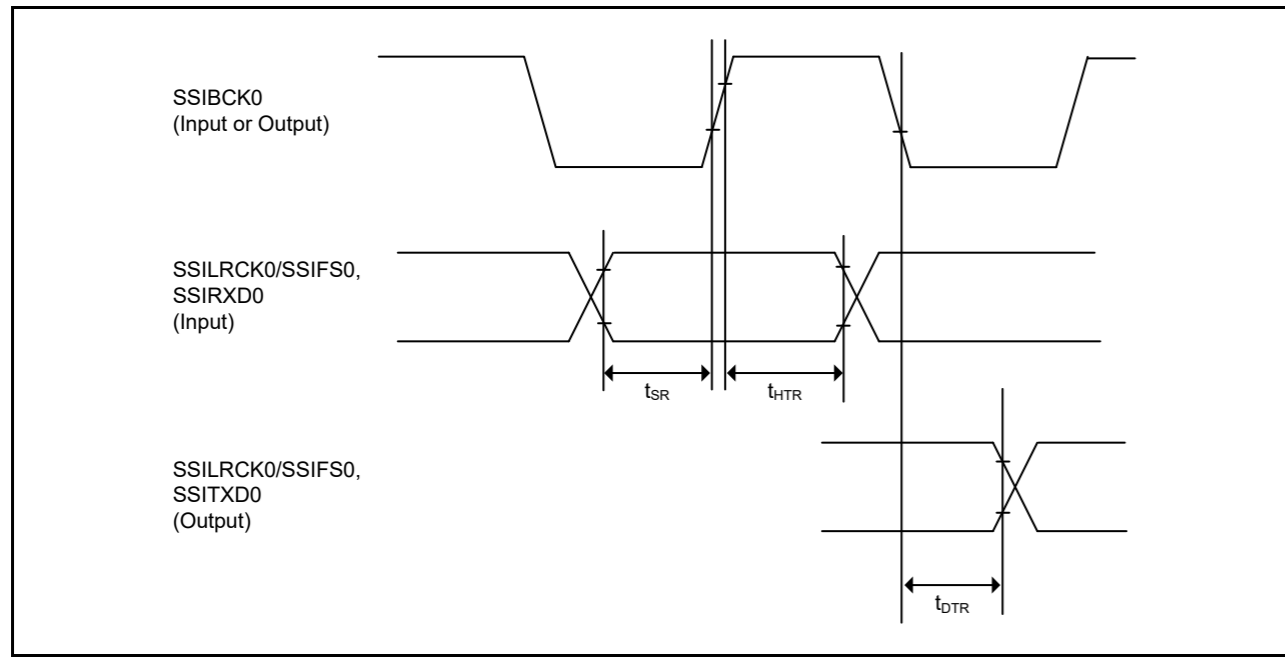 SSIBCK0
(Input or Output)
SSILRCK0/SSIFS0,
SSIRXD0
(Input)
tSR
tHTR
SSILRCK0/SSIFS0,
SSITXD0
(Output)
tDTR